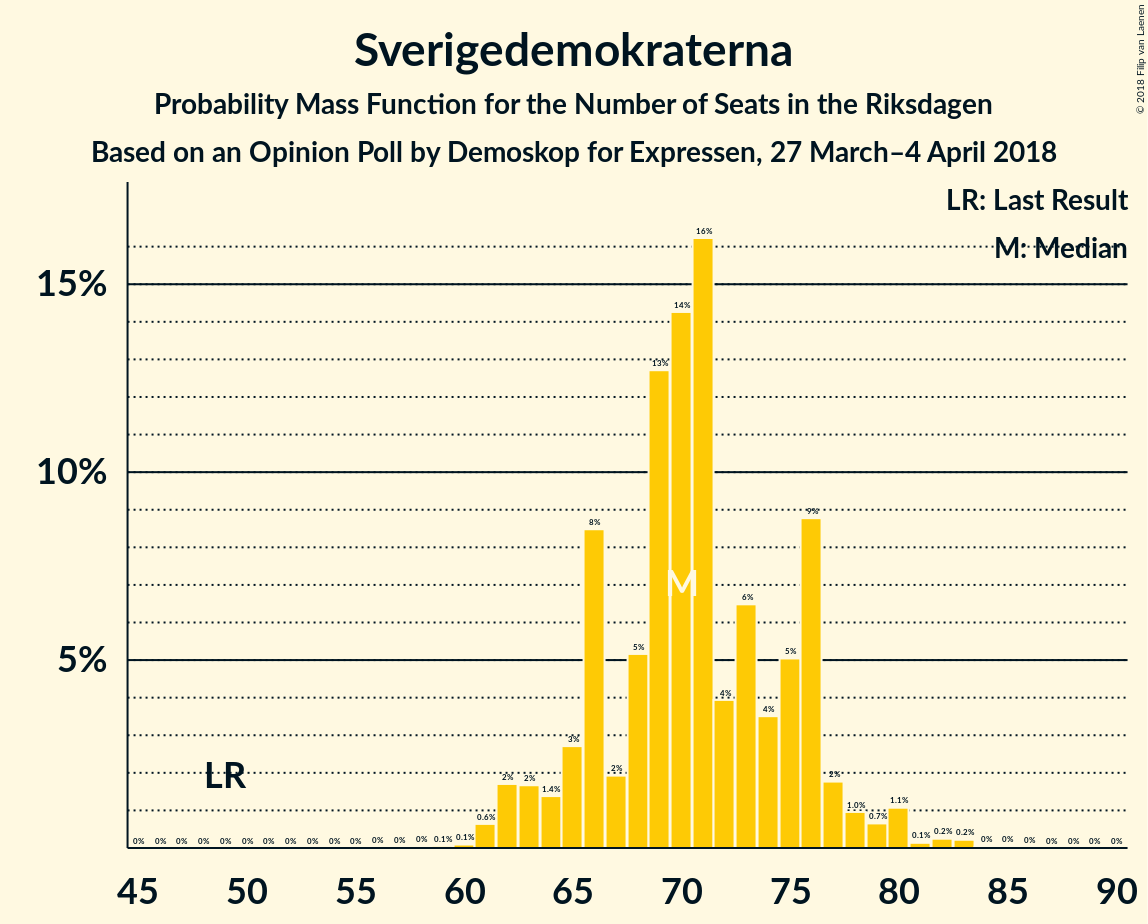 Sverigedemokraterna
Probability Mass Function for the Number of Seats in the Riksdagen
Based on an Opinion Poll by Demoskop for Expressen, 27 March–4 April 2018
© 2018 Filip van Laenen
LR: Last Result
M: Median
15%
10%
5%
LR
M
0% 0% 0% 0% 0% 0% 0% 0% 0% 0% 0% 0% 0% 0% 0.1% 0.1% 0.6% 2% 2% 1.4% 3% 8% 2% 5% 13% 14% 16% 4% 6% 4% 5% 9% 2% 1.0% 0.7% 1.1% 0.1% 0.2% 0.2% 0% 0% 0% 0% 0% 0% 0%
45 50 55 60 65 70 75 80 85 90